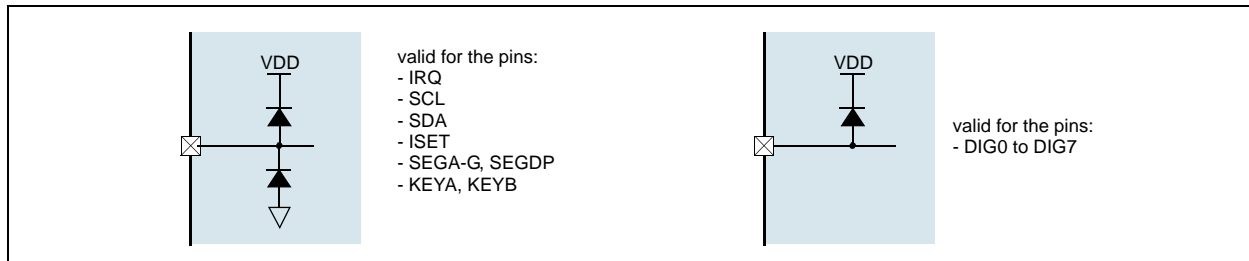 VDD
valid for the pins:
- IRQ
- SCL
- SDA
- ISET
- SEGA-G, SEGDP
- KEYA, KEYB
VDD
valid for the pins:
- DIG0 to DIG7